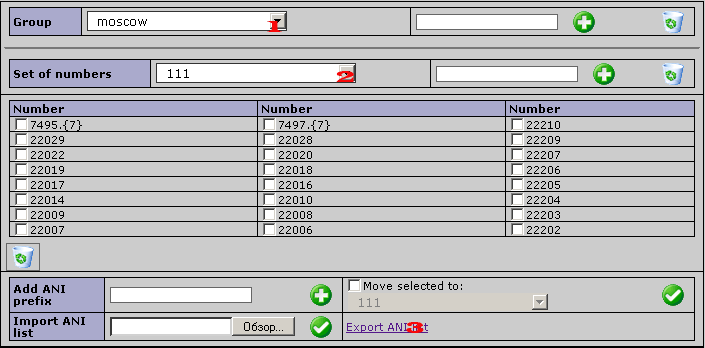 Group moscow 1
Set of numbers 111 2
Number Number Number
7495.{7} 7497.{7} 22210
22029 22028 22209
22022 22020 22207
22019 22018 22206
22017 22016 22205
22014 22010 22204
22009 22008 22203
22007 22006 22202
Add ANI Move selected to:
prefix 111
Import ANI Обзор... Export ANI 3
list